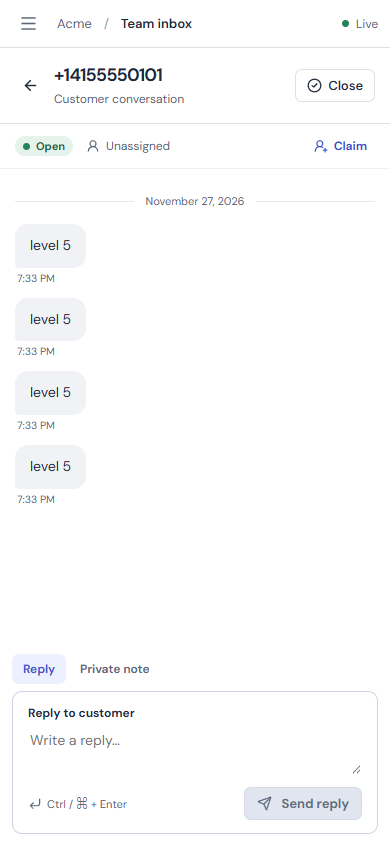 Acme / Team inbox
Live
+14155550101
Customer conversation
Close
Open
Unassigned
Claim
November 27, 2026
level 5
7:33 PM
level 5
7:33 PM
level 5
7:33 PM
level 5
7:33 PM
Reply
Private note
Reply to customer
Write a reply...
Ctrl / ⌘ + Enter
Send reply